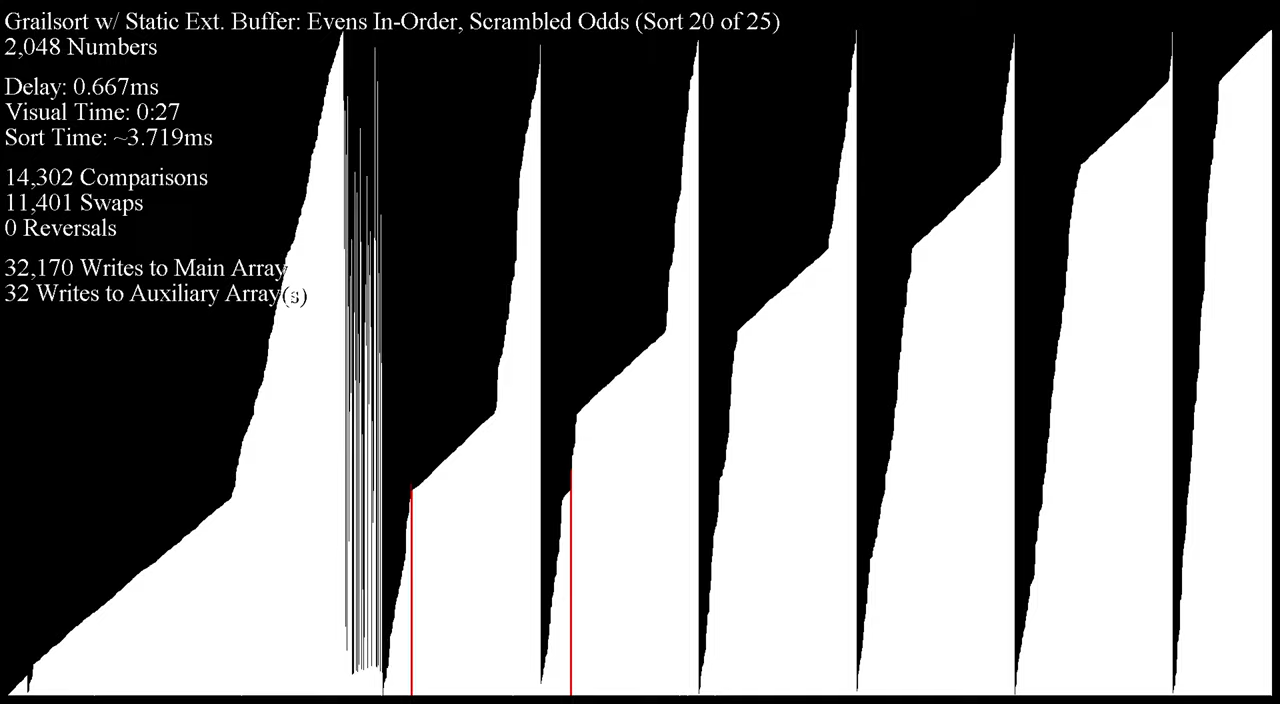 Grailsort w/ Static Ext. Buffer: Evens In-Order, Scrambled Odds (Sort 20 of 25)
2,048 Numbers
Delay: 0.667ms
Visual Time: 0:27
Sort Time: ~3.719ms
14,302 Comparisons
11,401 Swaps
0 Reversals
32,170 Writes to Main Array
32 Writes to Auxiliary Array(s)